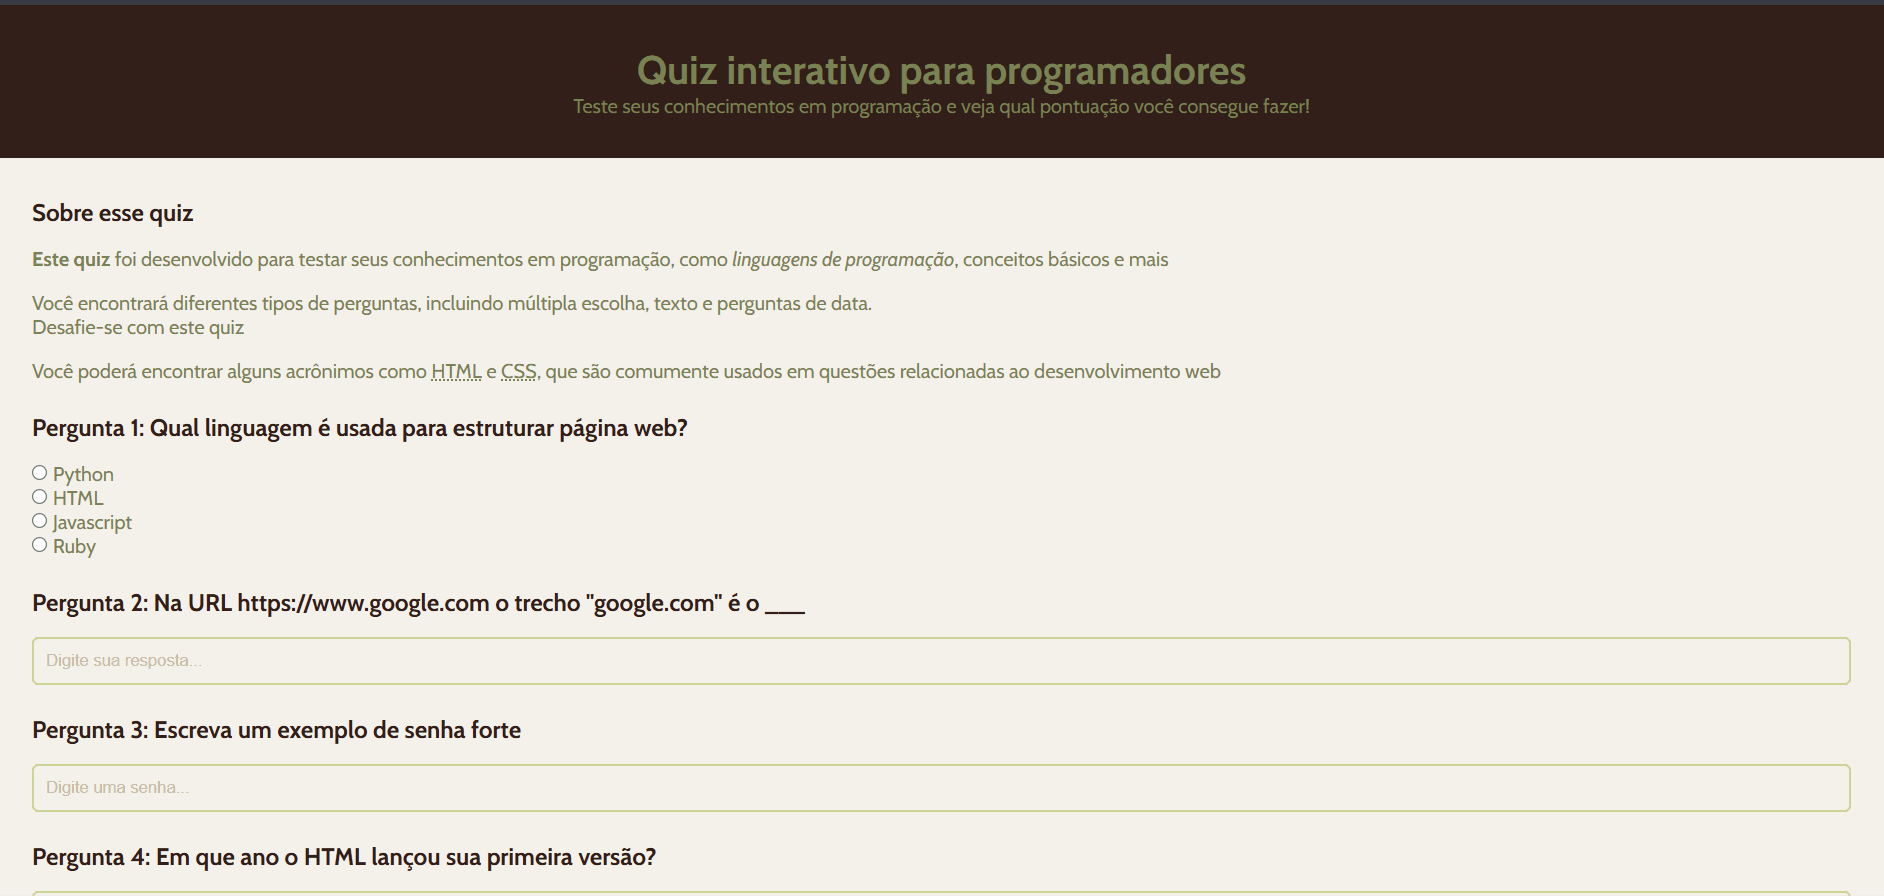 Quiz interativo para programadores
Teste seus conhecimentos em programação e veja qual pontuação você consegue fazer!
Sobre esse quiz
Este quiz foi desenvolvido para testar seus conhecimentos em programação, como linguagens de programação, conceitos básicos e mais
Você encontrará diferentes tipos de perguntas, incluindo múltipla escolha, texto e perguntas de data.
Desafie-se com este quiz
Você poderá encontrar alguns acrônimos como HTML e CSS, que são comumente usados em questões relacionadas ao desenvolvimento web
Pergunta 1: Qual linguagem é usada para estruturar página web?
Python
HTML
Javascript
Ruby
Pergunta 2: Na URL https://www.google.com o trecho "google.com" é o ___
Digite sua resposta...
Pergunta 3: Escreva um exemplo de senha forte
Digite uma senha...
Pergunta 4: Em que ano o HTML lançou sua primeira versão?